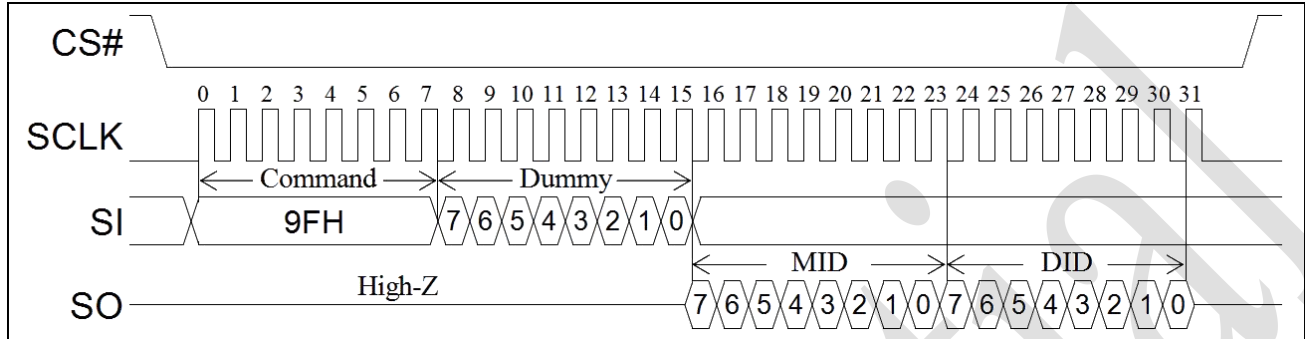 CS#
0 1 2 3 4 5 6 7 8 9 10 11 12 13 14 15 16 17 18 19 20 21 22 23 24 25 26 27 28 29 30 31
SCLK
Command Dummy
SI 9FH 7 6 5 4 3 2 1 0
MID DID
High-Z
SO 7 6 5 4 3 2 1 0 7 6 5 4 3 2 1 0